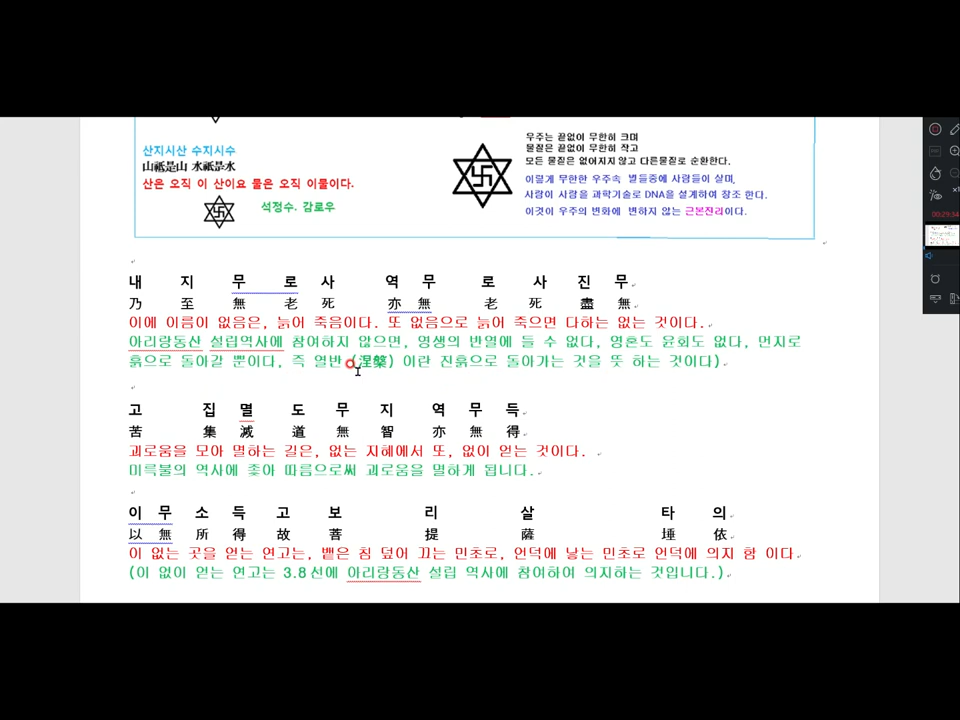 우주는 끝없이 무한히 크며
물질은 끝없이 무한히 작고
모든 물질은 없어지지 않고 다른물질로 순환한다.
이렇게 무한한 우주속 별들중에 사람들이 살며,
사람이 사람을 과학기술로 DNA을 설계하여 창조 한다.
이것이 우주의 변화에 변하지 않는 근본진리이다.
산지시산 수지시수
山祇是山 水祇是水
산은 오직 이 산이요 물은 오직 이물이다.
석정수. 감로우
내 지 무 로 사 역 무 로 사 진 무
乃 至 無 老 死 亦 無 老 死 盡 無
이에 이름이 없음은, 늙어 죽음이다. 또 없음으로 늙어 죽으면 다하는 없는 것이다.
아리랑동산 설립역사에 참여하지 않으면, 영생의 반열에 들 수 없다, 영혼도 윤회도 없다, 먼지로
흙으로 돌아갈 뿐이다, 즉 열반 (涅槃) 이란 진흙으로 돌아가는 것을 뜻 하는 것이다)
고 집 멸 도 무 지 역 무 득
苦 集 滅 道 無 智 亦 無 得
괴로움을 모아 멸하는 길은, 없는 지혜에서 또, 없이 얻는 것이다.
미륵불의 역사에 좇아 따름으로써 괴로움을 멸하게 됩니다.
이 무 소 득 고 보 리 살 타 의
以 無 所 得 故 菩 提 薩 埵 依
이 없는 곳을 얻는 연고는, 뱉은 침 덮어 끄는 민초로, 언덕에 낳는 민초로 언덕에 의지 함 이다
(이 없이 얻는 연고는 3.8선에 아리랑동산 설립 역사에 참여하여 의지하는 것입니다.)
00:29:34